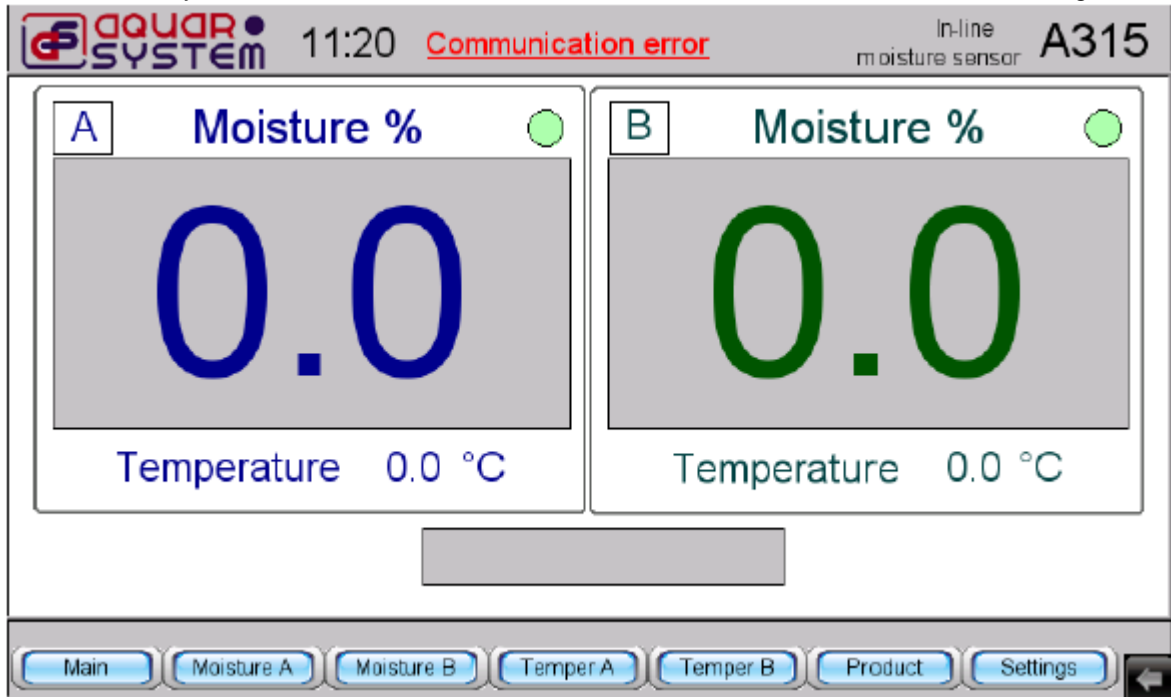 aquar system 11:20 Communication error In-line moisture sensor A315
A Moisture %
0.0
Temperature 0.0 °C
B Moisture %
0.0
Temperature 0.0 °C
Main Moisture A Moisture B Temper A Temper B Product Settings